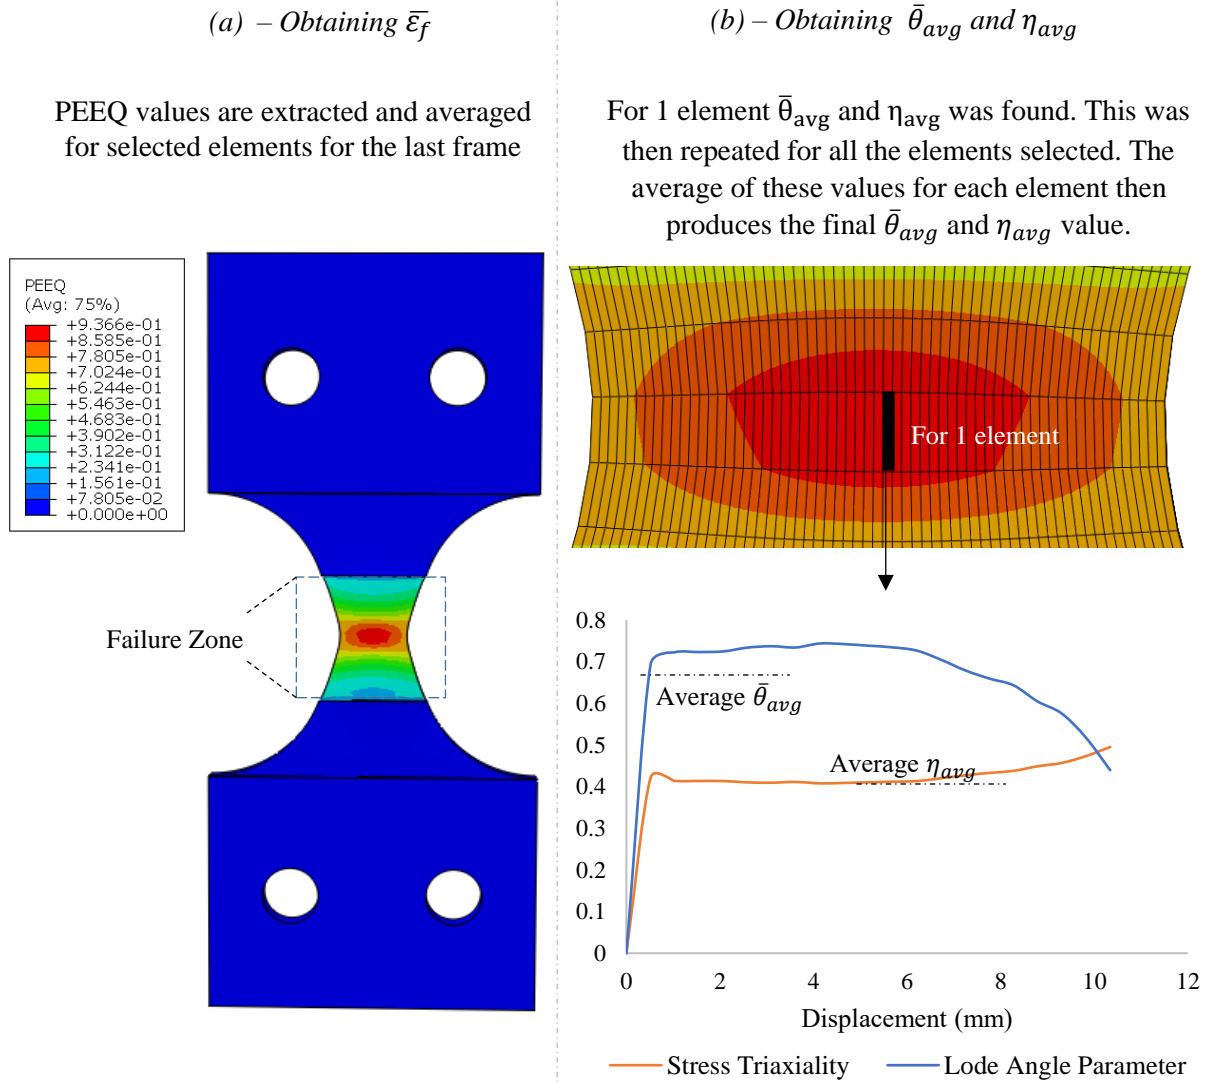 (a) – Obtaining ε̅f
PEEQ values are extracted and averaged
for selected elements for the last frame
PEEQ
(Avg: 75%)
+9.366e-01
+8.585e-01
+7.805e-01
+7.024e-01
+6.244e-01
+5.463e-01
+4.683e-01
+3.902e-01
+3.122e-01
+2.341e-01
+1.561e-01
+7.805e-02
+0.000e+00
Failure Zone
(b) – Obtaining θ̅avg and ηavg
For 1 element θ̅avg and ηavg was found. This was
then repeated for all the elements selected. The
average of these values for each element then
produces the final θ̅avg and ηavg value.
For 1 element
0.8
0.7
0.6
0.5
0.4
0.3
0.2
0.1
0
Average θ̅avg
Average ηavg
0 2 4 6 8 10 12
Displacement (mm)
Stress Triaxiality Lode Angle Parameter